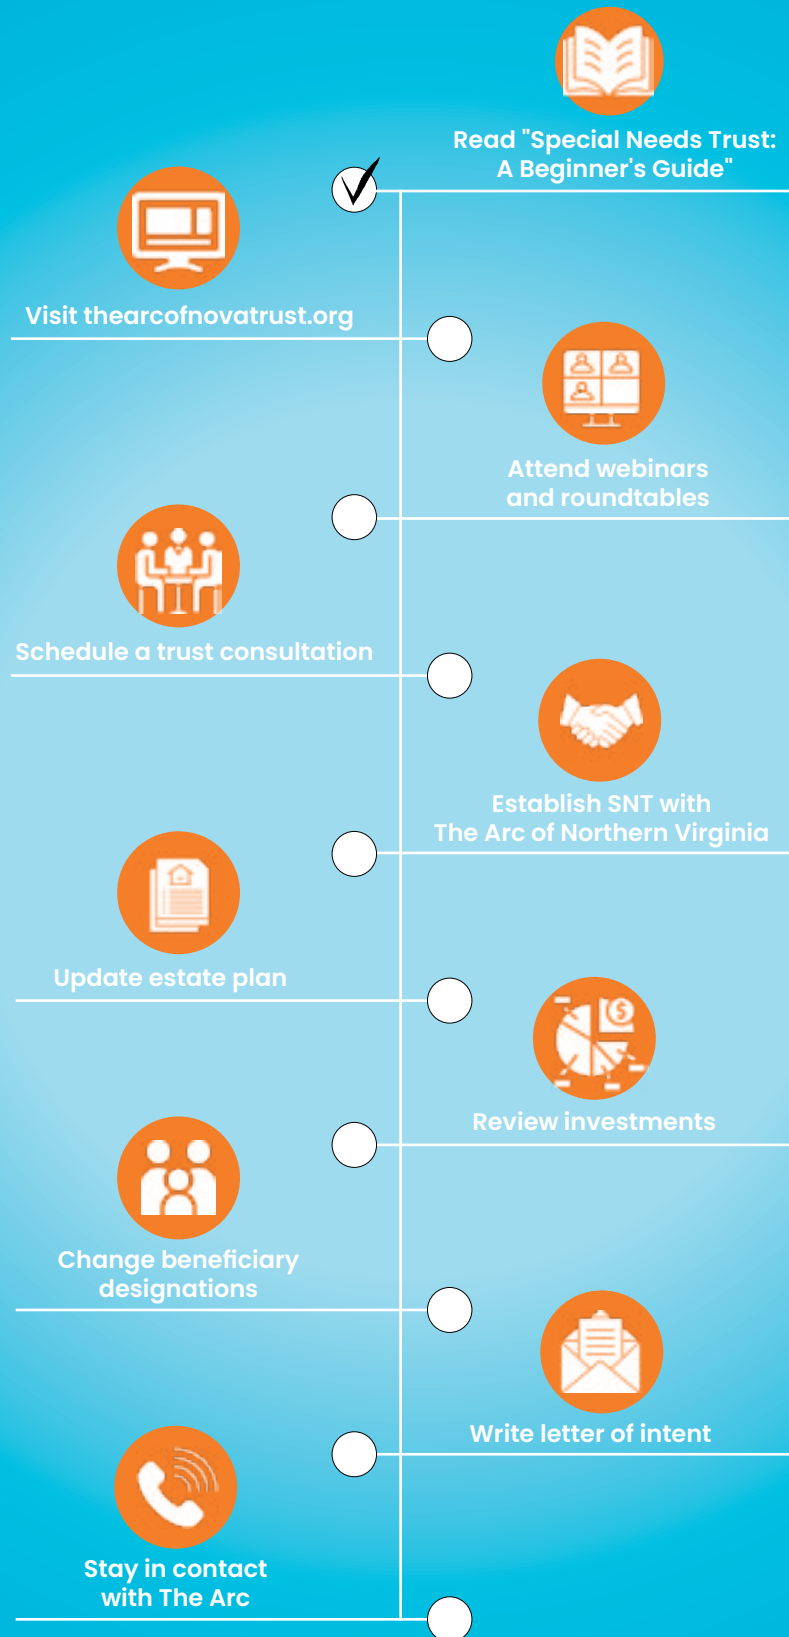 Read "Special Needs Trust:
A Beginner's Guide"
Visit thearcofnovatrust.org
Attend webinars
and roundtables
Schedule a trust consultation
Establish SNT with
The Arc of Northern Virginia
Update estate plan
Review investments
Change beneficiary
designations
Write letter of intent
Stay in contact
with The Arc